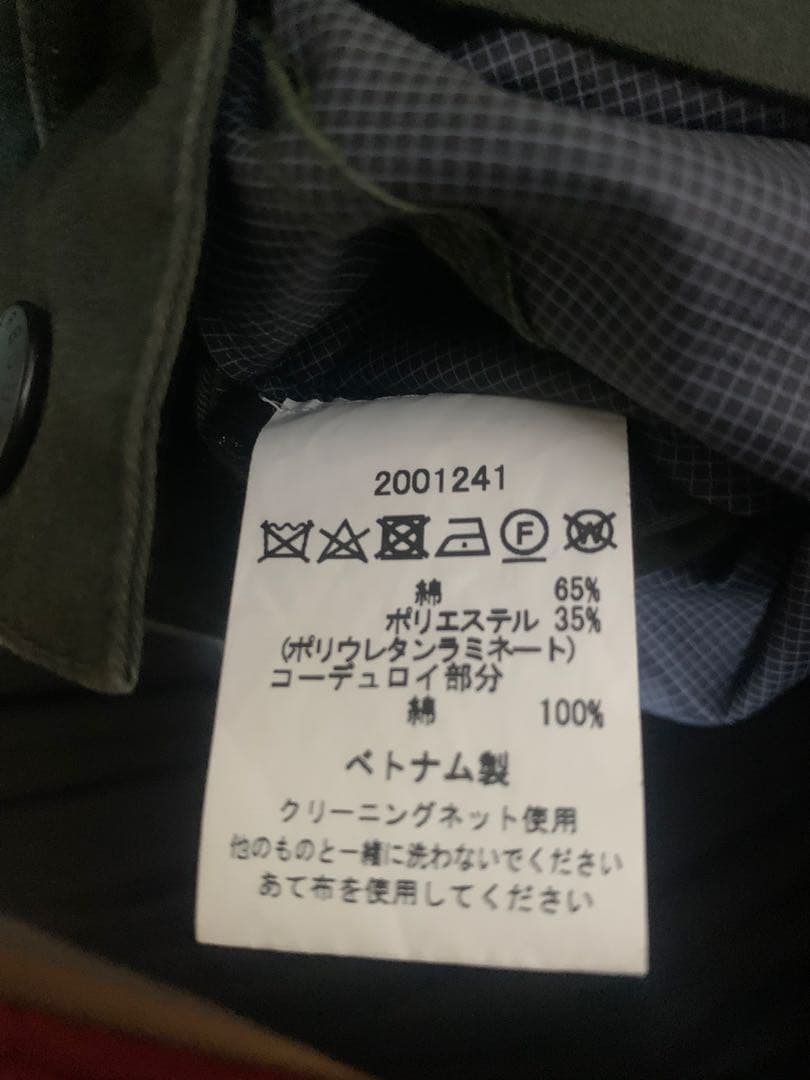 2001241
F W
綿 65%
ポリエステル 35%
(ポリウレタンラミネート)
コーデュロイ部分
綿 100%
ベトナム製
クリーニングネット使用
他のものと一緒に洗わないでください
あて布を使用してください